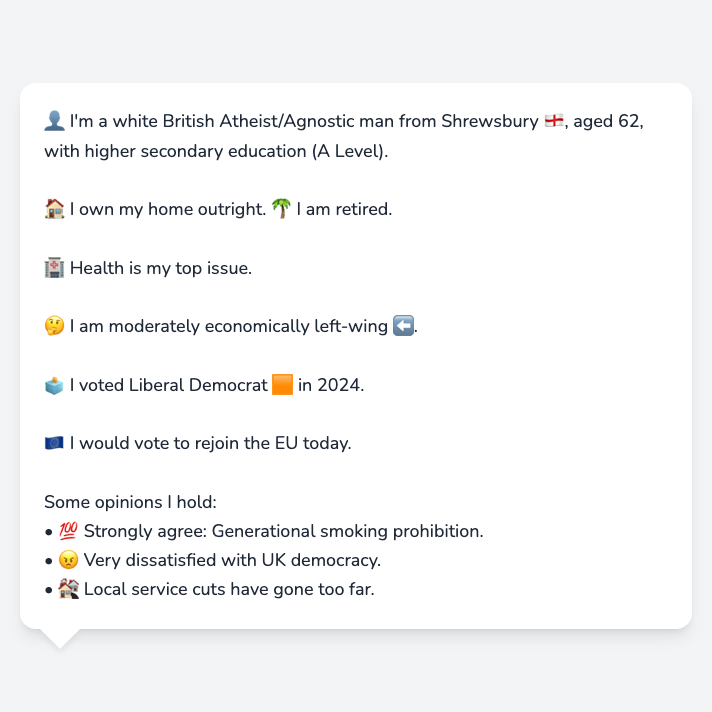 👤 I'm a white British Atheist/Agnostic man from Shrewsbury 🏴󠁧󠁢󠁥󠁮󠁧󠁿, aged 62,
with higher secondary education (A Level).
🏠 I own my home outright. 🌴 I am retired.
🏥 Health is my top issue.
🤔 I am moderately economically left-wing ⬅️.
🗳️ I voted Liberal Democrat 🟧 in 2024.
🇪🇺 I would vote to rejoin the EU today.
Some opinions I hold:
• 💯 Strongly agree: Generational smoking prohibition.
• 😠 Very dissatisfied with UK democracy.
• 🏚️ Local service cuts have gone too far.